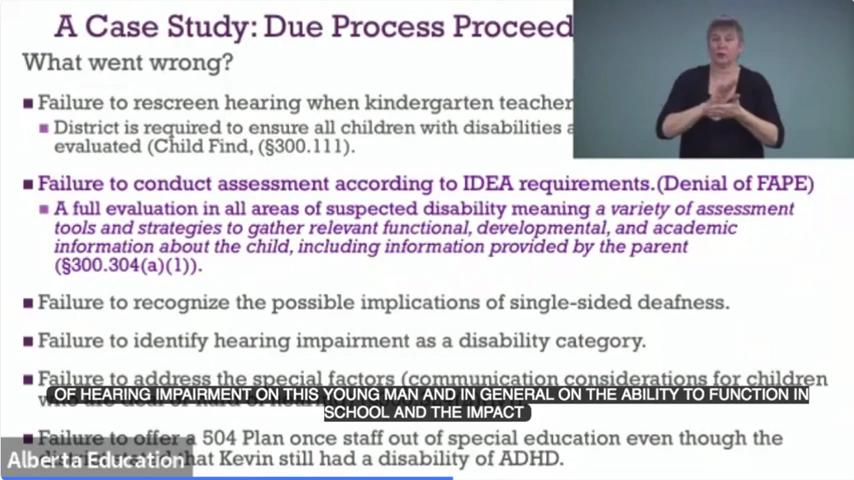 A Case Study: Due Process Proceed
What went wrong?
Failure to rescreen hearing when kindergarten teacher
District is required to ensure all children with disabilities a
evaluated (Child Find, (§300.111).
Failure to conduct assessment according to IDEA requirements.(Denial of FAPE)
A full evaluation in all areas of suspected disability meaning a variety of assessment
tools and strategies to gather relevant functional, developmental, and academic
information about the child, including information provided by the parent
(§300.304(a)(1)).
Failure to recognize the possible implications of single-sided deafness.
Failure to identify hearing impairment as a disability category.
Failure to address the special factors (communication considerations for children
OF HEARING IMPAIRMENT ON THIS YOUNG MAN AND IN GENERAL ON THE ABILITY TO FUNCTION IN
SCHOOL AND THE IMPACT
Failure to offer a 504 Plan once staff out of special education even though the
Alberta Education
that Kevin still had a disability of ADHD.